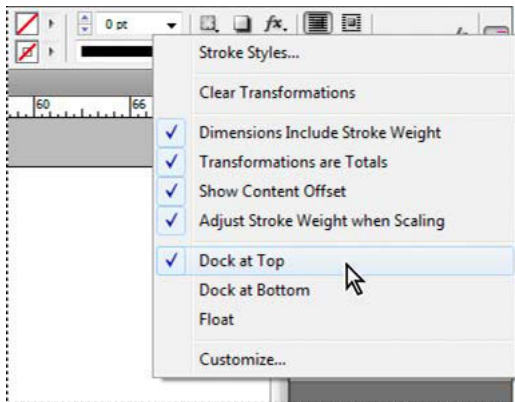 0 pt
fx.
Stroke Styles...
Clear Transformations
60
66
Dimensions Include Stroke Weight
Transformations are Totals
Show Content Offset
Adjust Stroke Weight when Scaling
Dock at Top
Dock at Bottom
Float
Customize...